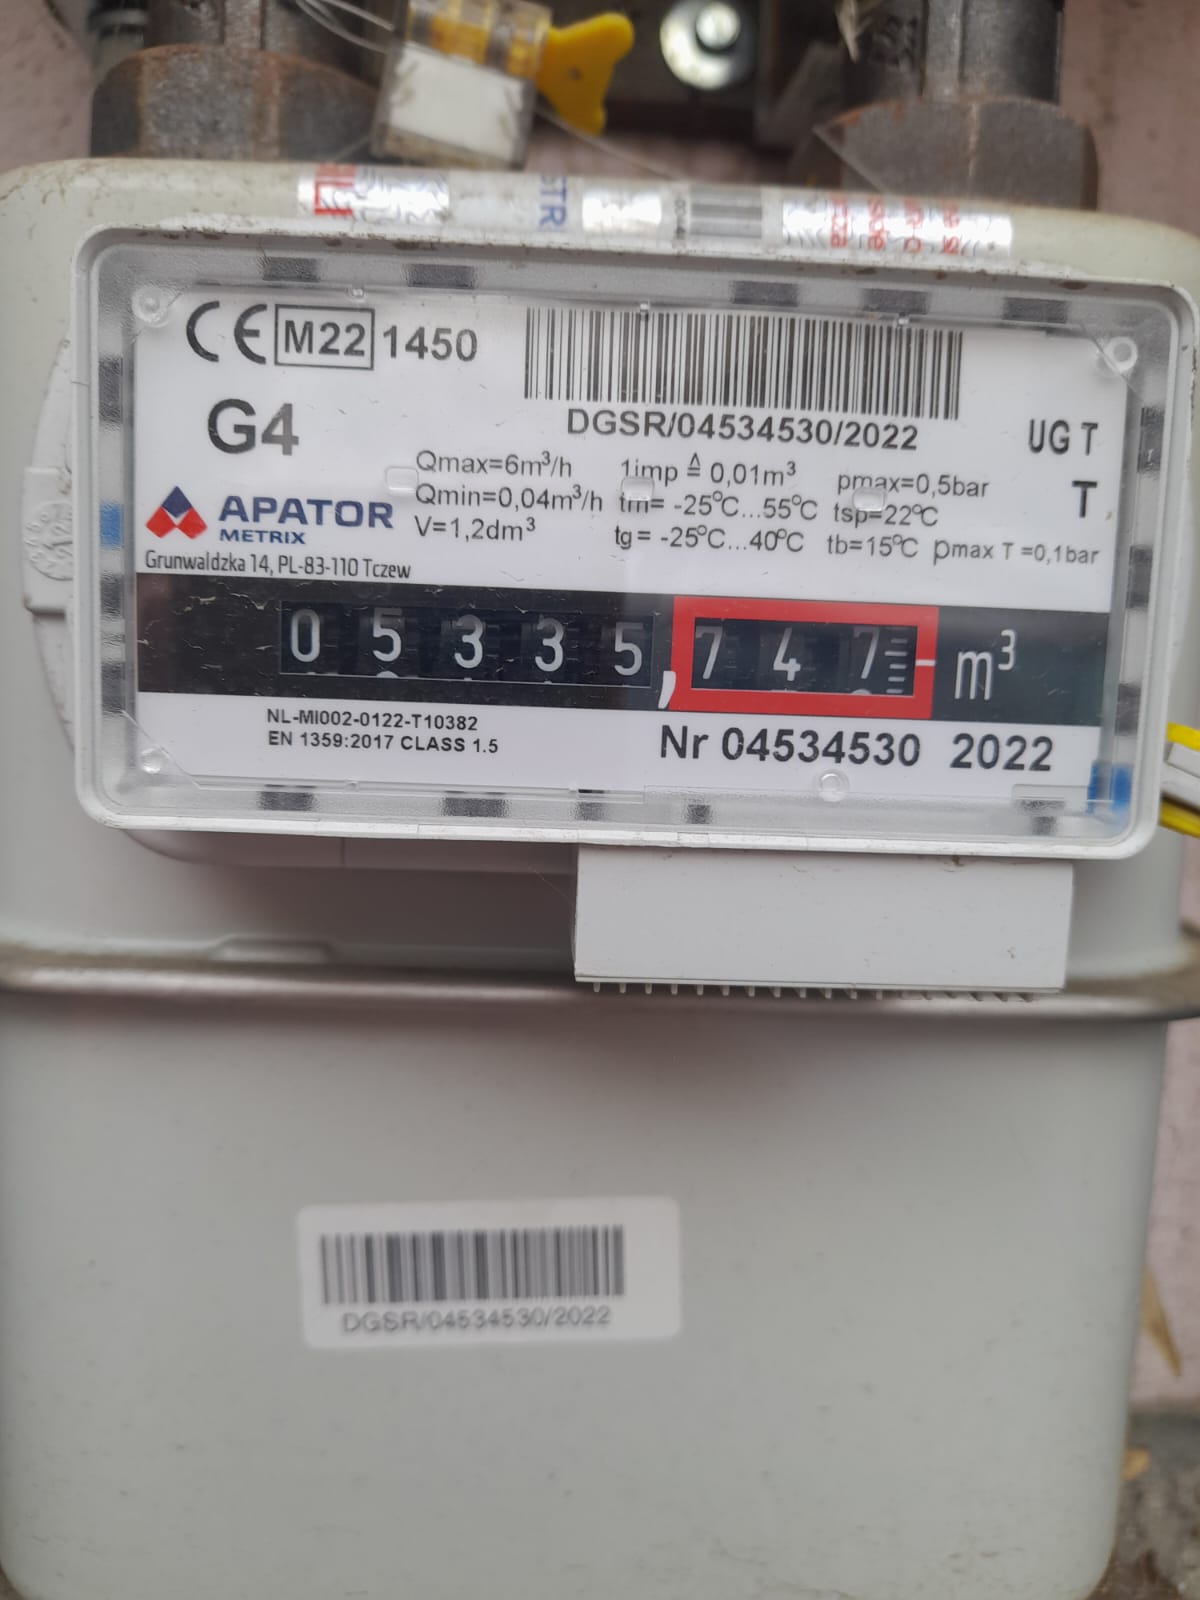 STR
CE M22 1450
G4
DGSR/04534530/2022
UG T
T
Qmax=6m³/h
Qmin=0,04m³/h
V=1,2dm³
1imp ≙ 0,01m³
tm= -25°C...55°C
tg= -25°C...40°C
pmax=0,5bar
tsp=22°C
tb=15°C pmax T =0,1bar
APATOR
METRIX
Grunwaldzka 14, PL-83-110 Tczew
05335,747 m³
NL-MI002-0122-T10382
EN 1359:2017 CLASS 1.5
Nr 04534530 2022
DGSR/04534530/2022